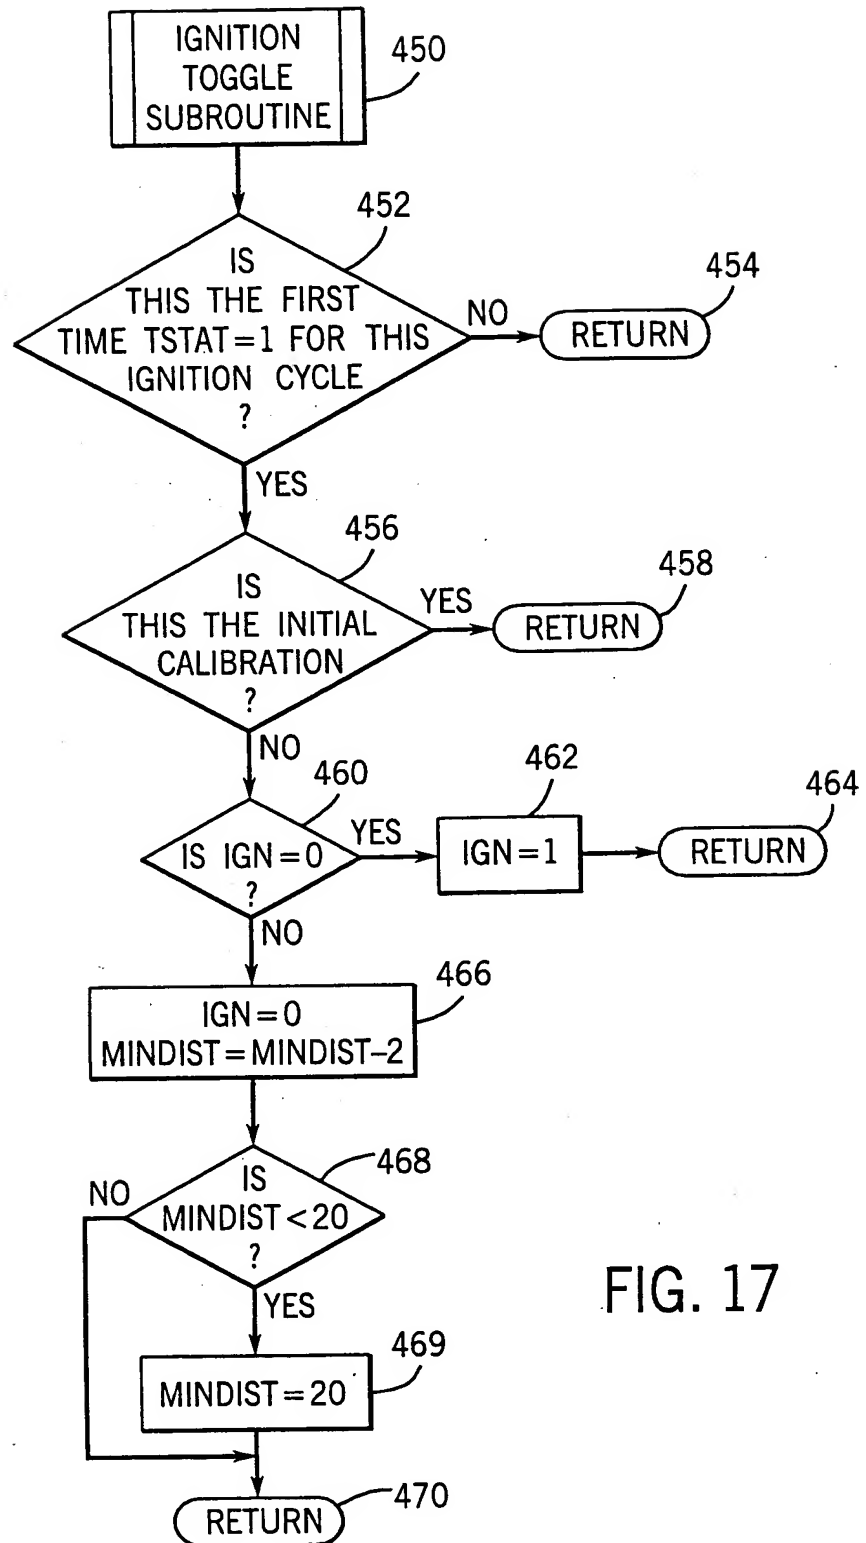 IGNITION
TOGGLE
SUBROUTINE
450
452
IS
THIS THE FIRST
TIME TSTAT=1 FOR THIS
IGNITION CYCLE
?
NO
454
RETURN
YES
456
IS
THIS THE INITIAL
CALIBRATION
?
YES
458
RETURN
NO
460
IS IGN=0
?
YES
462
IGN=1
464
RETURN
NO
466
IGN=0
MINDIST=MINDIST-2
468
IS
MINDIST<20
?
NO
YES
469
MINDIST=20
470
RETURN
FIG. 17